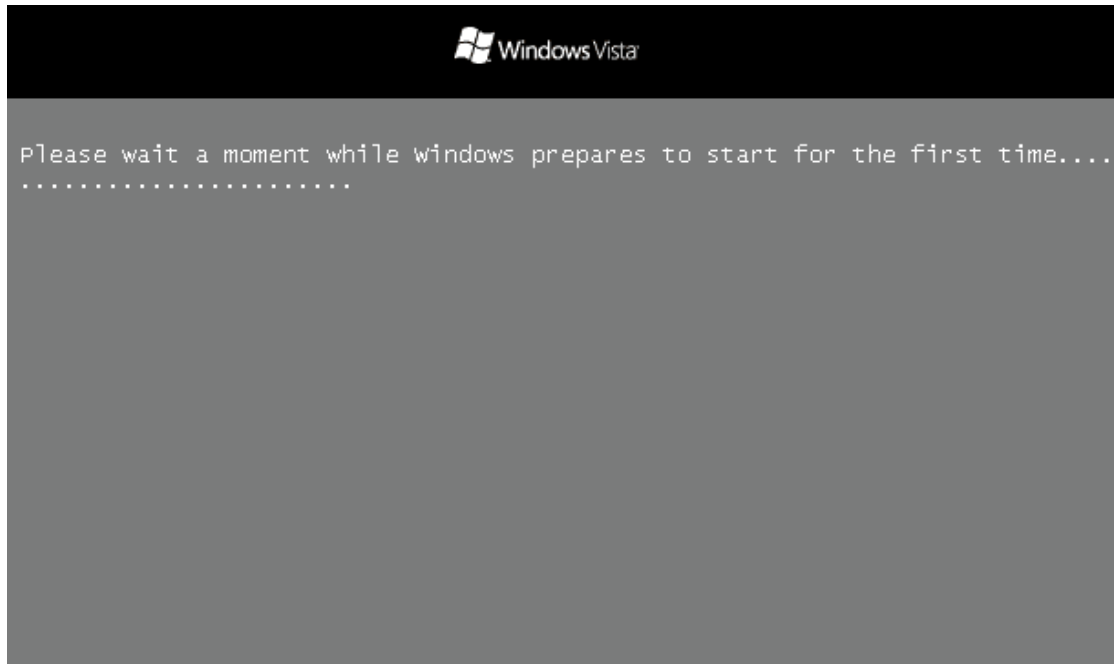 Windows Vista
Please wait a moment while Windows prepares to start for the first time....
.......................